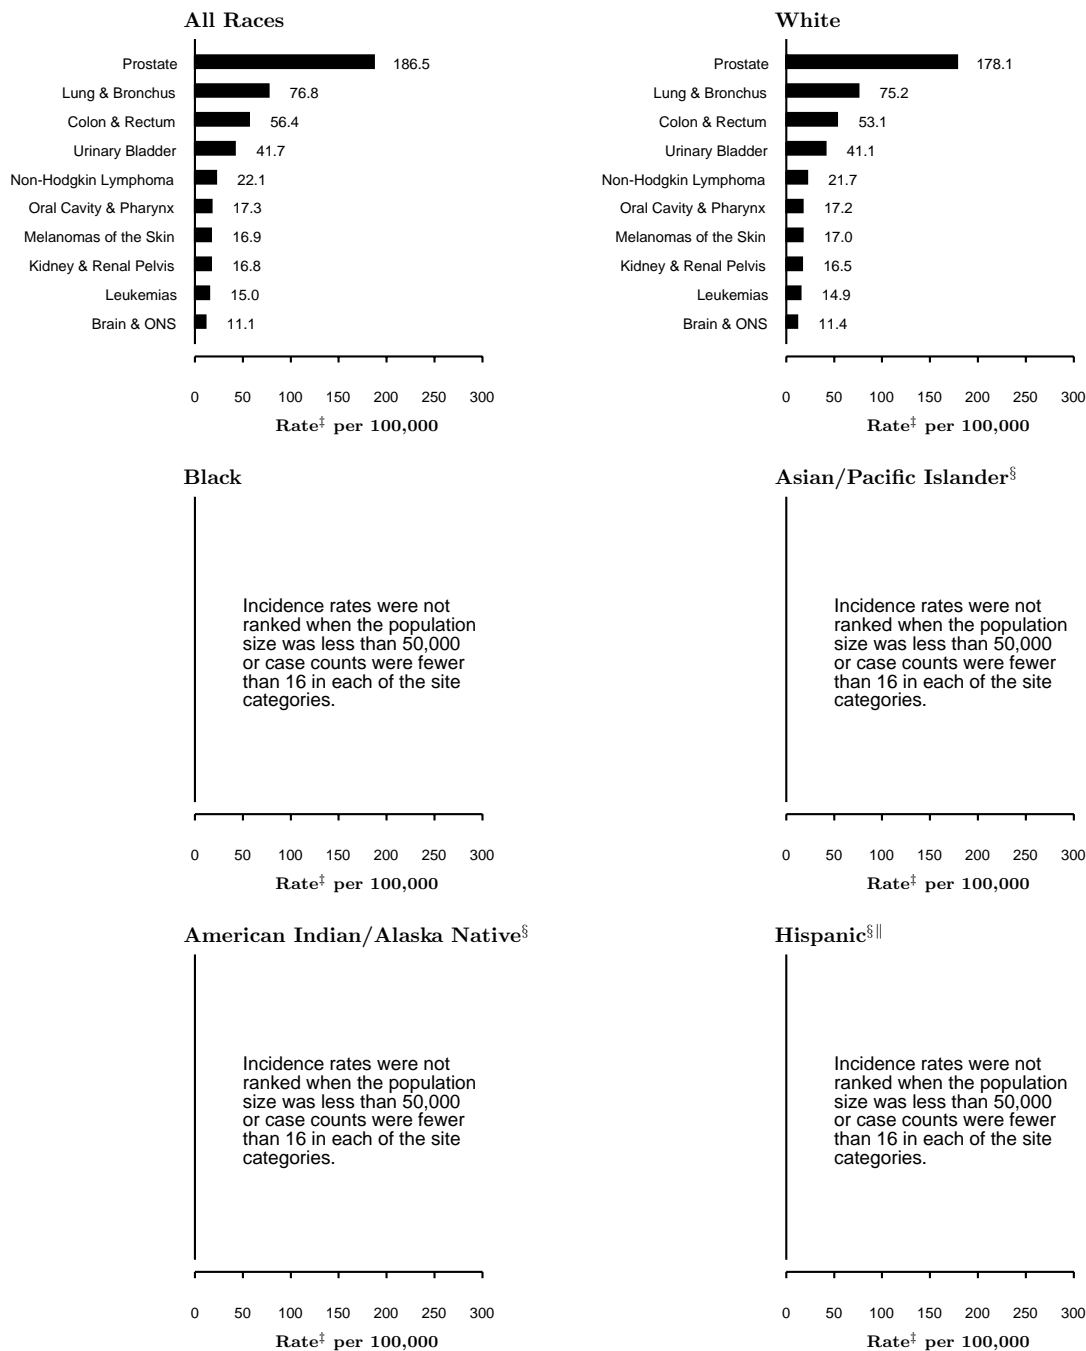 All Races
Prostate 186.5
Lung & Bronchus 76.8
Colon & Rectum 56.4
Urinary Bladder 41.7
Non-Hodgkin Lymphoma 22.1
Oral Cavity & Pharynx 17.3
Melanomas of the Skin 16.9
Kidney & Renal Pelvis 16.8
Leukemias 15.0
Brain & ONS 11.1
0 50 100 150 200 250 300
Rate‡ per 100,000
White
Prostate 178.1
Lung & Bronchus 75.2
Colon & Rectum 53.1
Urinary Bladder 41.1
Non-Hodgkin Lymphoma 21.7
Oral Cavity & Pharynx 17.2
Melanomas of the Skin 17.0
Kidney & Renal Pelvis 16.5
Leukemias 14.9
Brain & ONS 11.4
0 50 100 150 200 250 300
Rate‡ per 100,000
Black
Incidence rates were not
ranked when the population
size was less than 50,000
or case counts were fewer
than 16 in each of the site
categories.
0 50 100 150 200 250 300
Rate‡ per 100,000
Asian/Pacific Islander§
Incidence rates were not
ranked when the population
size was less than 50,000
or case counts were fewer
than 16 in each of the site
categories.
0 50 100 150 200 250 300
Rate‡ per 100,000
American Indian/Alaska Native§
Incidence rates were not
ranked when the population
size was less than 50,000
or case counts were fewer
than 16 in each of the site
categories.
0 50 100 150 200 250 300
Rate‡ per 100,000
Hispanic§‖
Incidence rates were not
ranked when the population
size was less than 50,000
or case counts were fewer
than 16 in each of the site
categories.
0 50 100 150 200 250 300
Rate‡ per 100,000